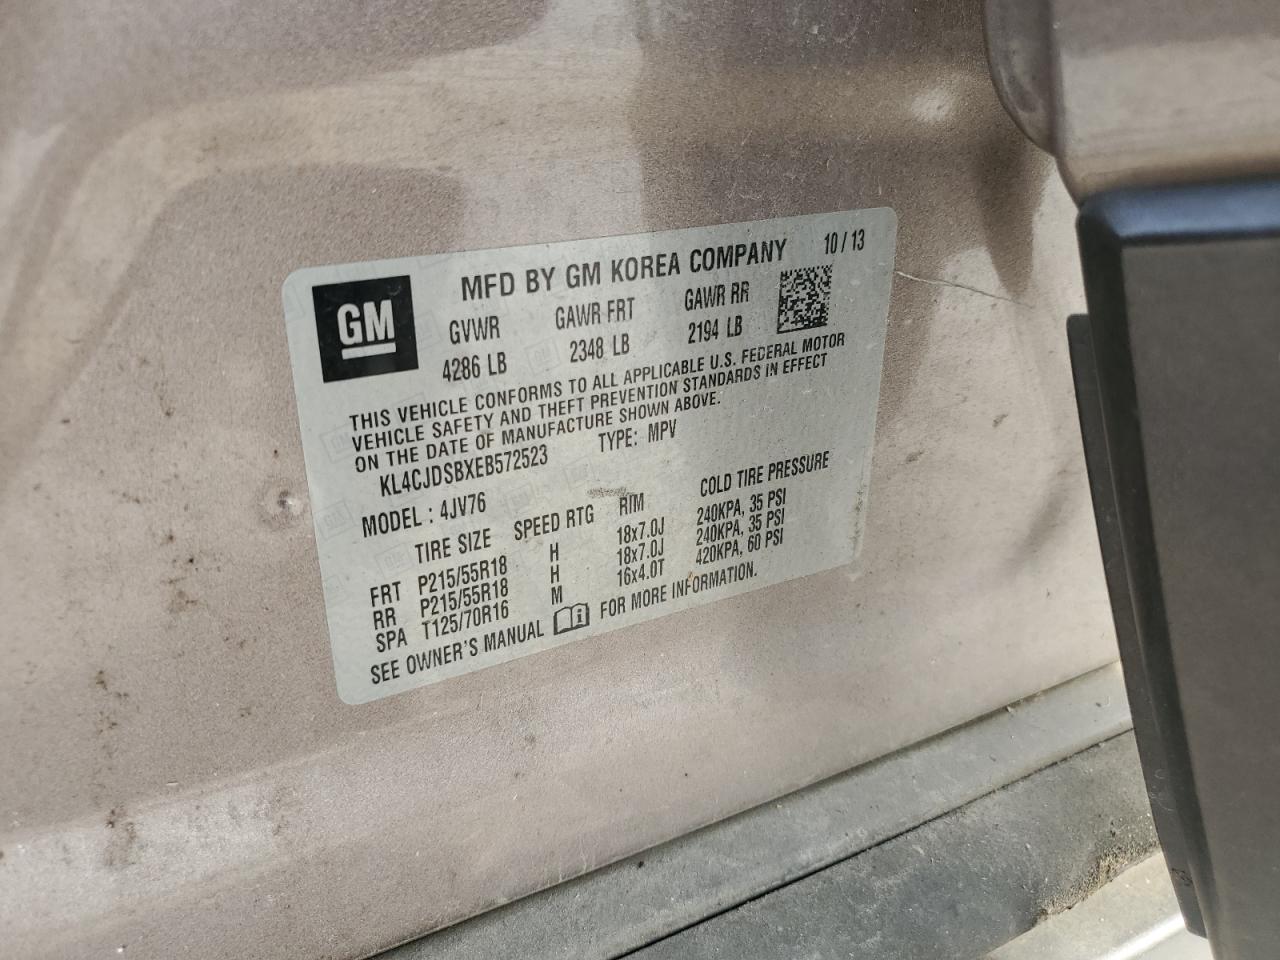 MFD BY GM KOREA COMPANY 10 / 13
GM
GVWR GAWR FRT GAWR RR
4286 LB 2348 LB 2194 LB
THIS VEHICLE CONFORMS TO ALL APPLICABLE U.S. FEDERAL MOTOR
VEHICLE SAFETY AND THEFT PREVENTION STANDARDS IN EFFECT
ON THE DATE OF MANUFACTURE SHOWN ABOVE.
KL4CJDSBXEB572523 TYPE: MPV
MODEL : 4JV76
TIRE SIZE SPEED RTG RIM COLD TIRE PRESSURE
FRT P215/55R18 H 18x7.0J 240KPA, 35 PSI
RR P215/55R18 H 18x7.0J 240KPA, 35 PSI
SPA T125/70R16 M 16x4.0T 420KPA, 60 PSI
SEE OWNER'S MANUAL FOR MORE INFORMATION.